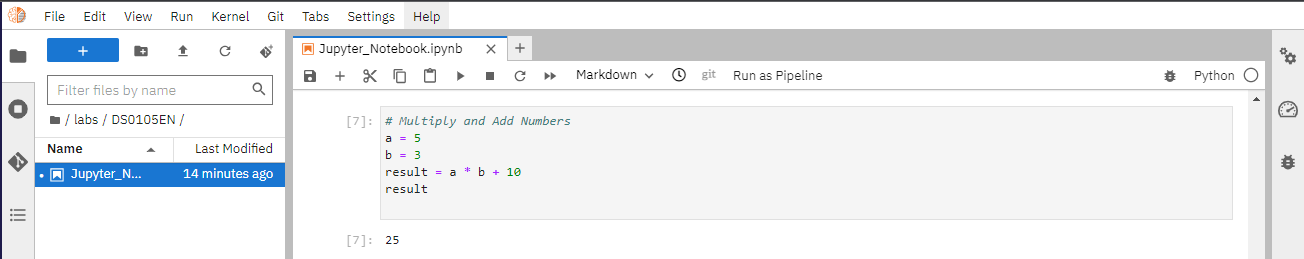 File Edit View Run Kernel Git Tabs Settings Help
+
Filter files by name
/ labs / DS0105EN /
Name Last Modified
Jupyter_N... 14 minutes ago
Jupyter_Notebook.ipynb
Markdown git Run as Pipeline Python
[7]: # Multiply and Add Numbers
a = 5
b = 3
result = a * b + 10
result
[7]: 25